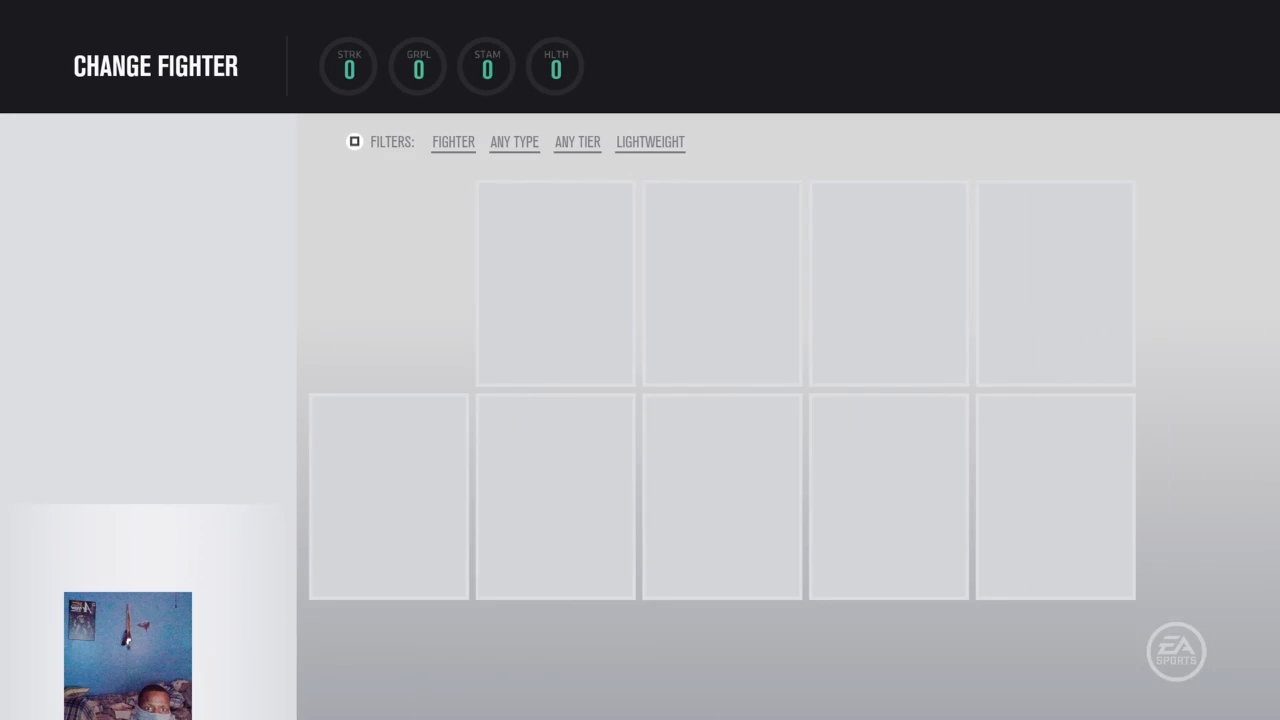 CHANGE FIGHTER
STRK GRPL STAM HLTH
0 0 0 0
FILTERS: FIGHTER ANY TYPE ANY TIER LIGHTWEIGHT
EA
SPORTS